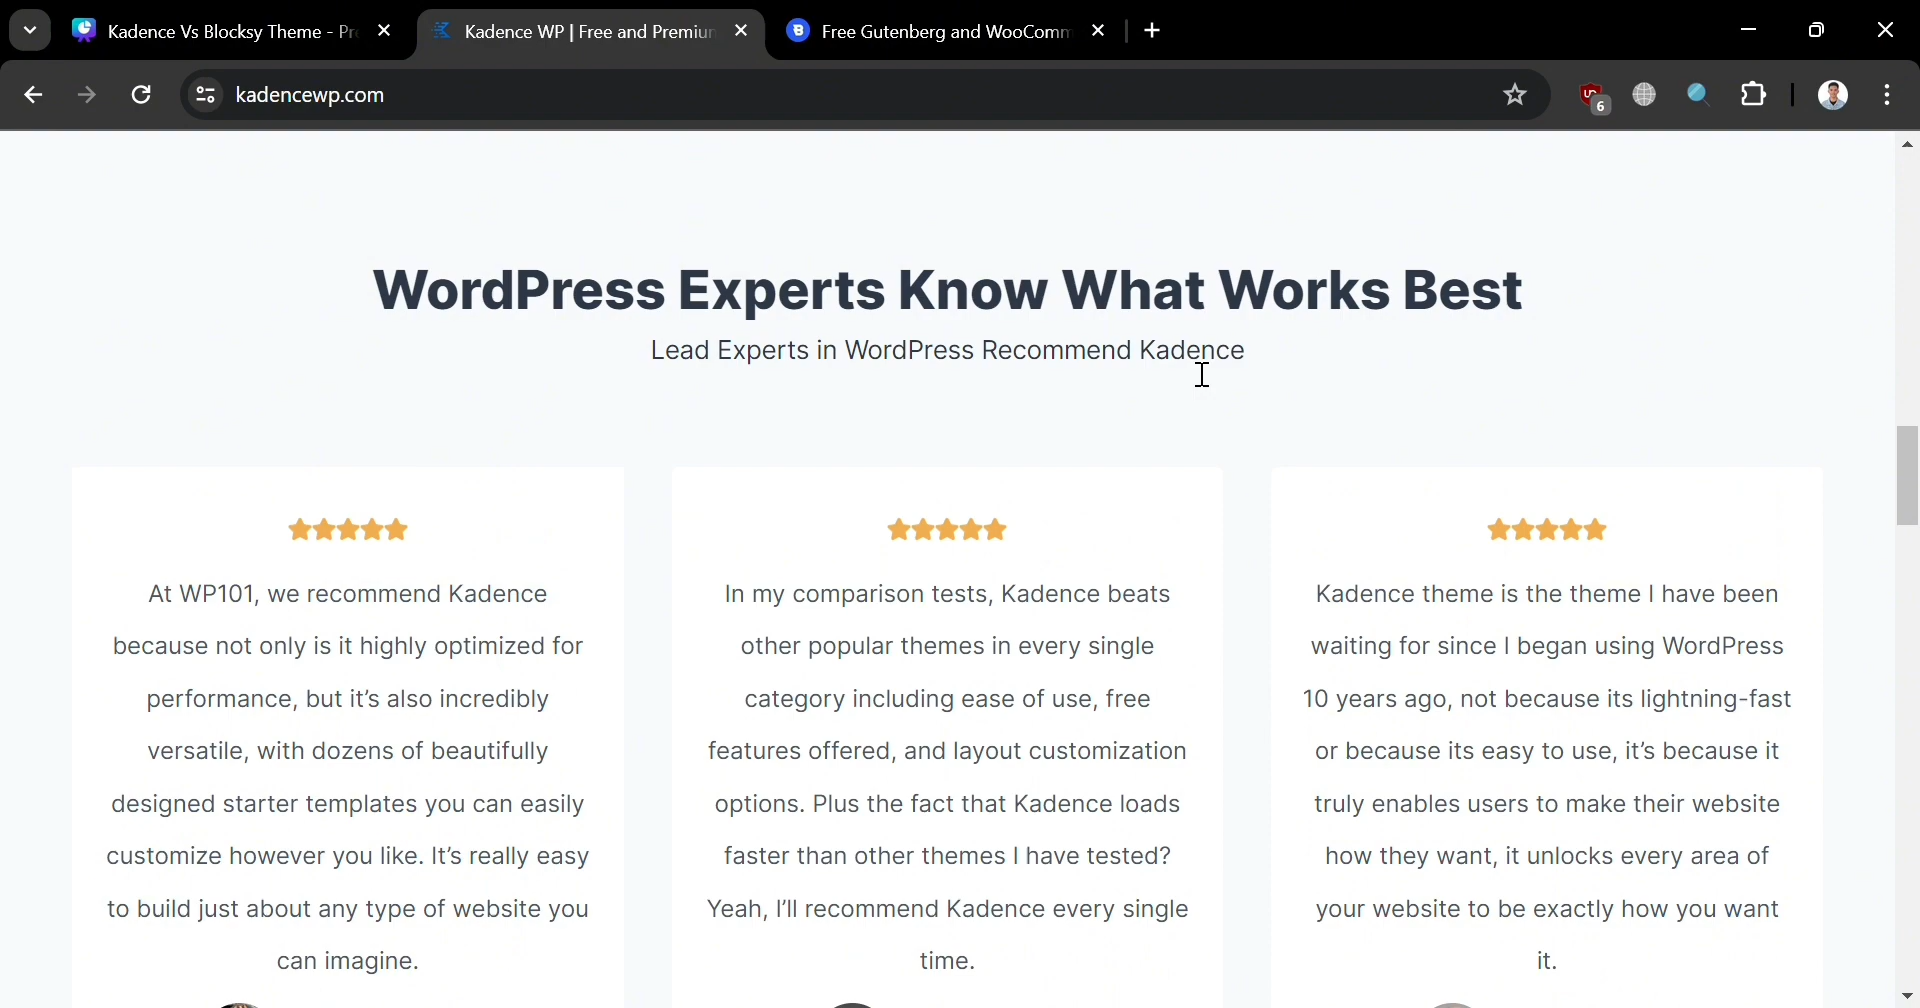 Kadence Vs Blocksy Theme - Pr
Kadence WP | Free and Premiun
Free Gutenberg and WooComm
kadencewp.com
6
WordPress Experts Know What Works Best
Lead Experts in WordPress Recommend Kadence
At WP101, we recommend Kadence
because not only is it highly optimized for
performance, but it’s also incredibly
versatile, with dozens of beautifully
designed starter templates you can easily
customize however you like. It’s really easy
to build just about any type of website you
can imagine.
In my comparison tests, Kadence beats
other popular themes in every single
category including ease of use, free
features offered, and layout customization
options. Plus the fact that Kadence loads
faster than other themes I have tested?
Yeah, I’ll recommend Kadence every single
time.
Kadence theme is the theme I have been
waiting for since I began using WordPress
10 years ago, not because its lightning-fast
or because its easy to use, it’s because it
truly enables users to make their website
how they want, it unlocks every area of
your website to be exactly how you want
it.